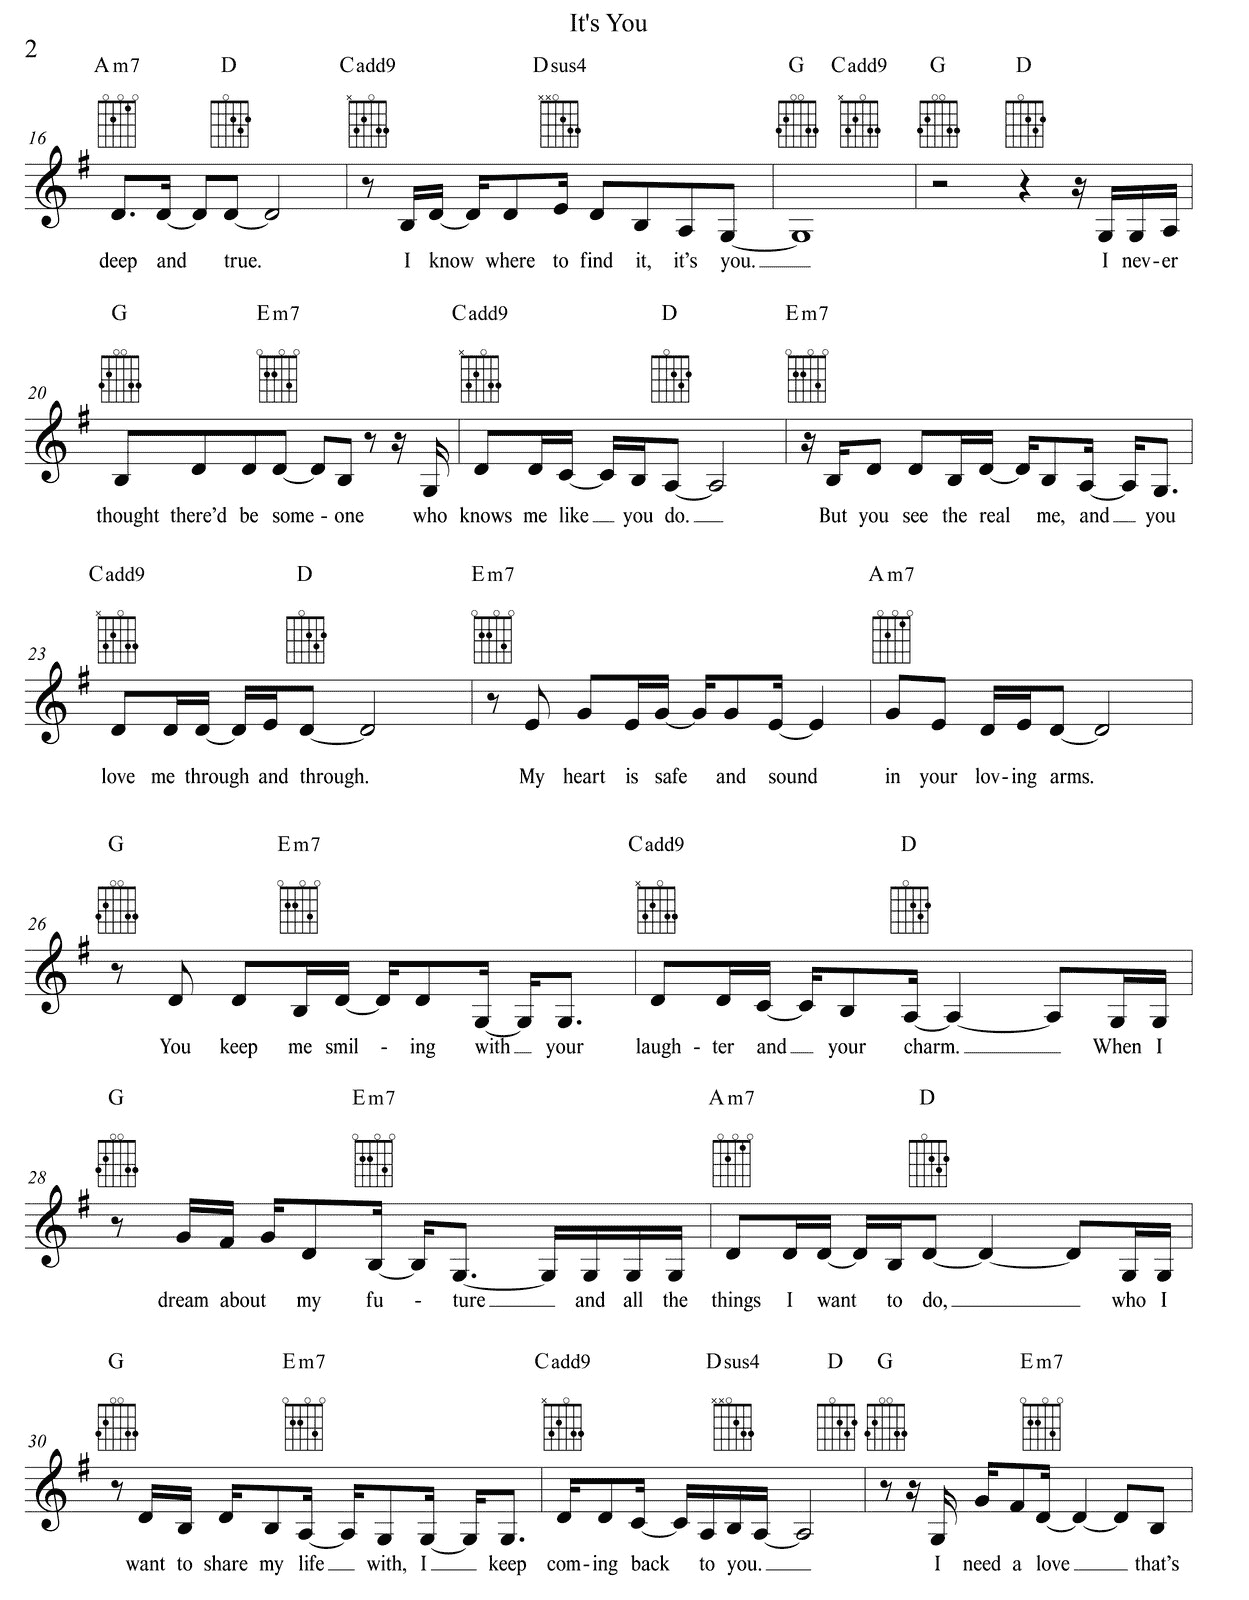 It's You
2
Am7 D Cadd9 Dsus4 G Cadd9 G D
16
deep and true. I know where to find it, it's you. I nev-er
G Em7 Cadd9 D Em7
20
thought there'd be some-one who knows me like you do. But you see the real me, and you
Cadd9 D Em7 Am7
23
love me through and through. My heart is safe and sound in your lov-ing arms.
G Em7 Cadd9 D
26
You keep me smil-ing with your laugh-ter and your charm. When I
G Em7 Am7 D
28
dream about my fu-ture and all the things I want to do, who I
G Em7 Cadd9 Dsus4 D G Em7
30
want to share my life with, I keep com-ing back to you. I need a love that's